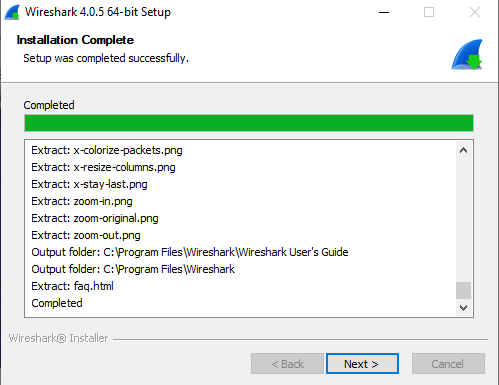 Wireshark 4.0.5 64-bit Setup
Installation Complete
Setup was completed successfully.
Completed
Extract: x-colorize-packets.png
Extract: x-resize-columns.png
Extract: x-stay-last.png
Extract: zoom-in.png
Extract: zoom-original.png
Extract: zoom-out.png
Output folder: C:\Program Files\Wireshark\Wireshark User's Guide
Output folder: C:\Program Files\Wireshark
Extract: faq.html
Completed
Wireshark® Installer
< Back
Next >
Cancel